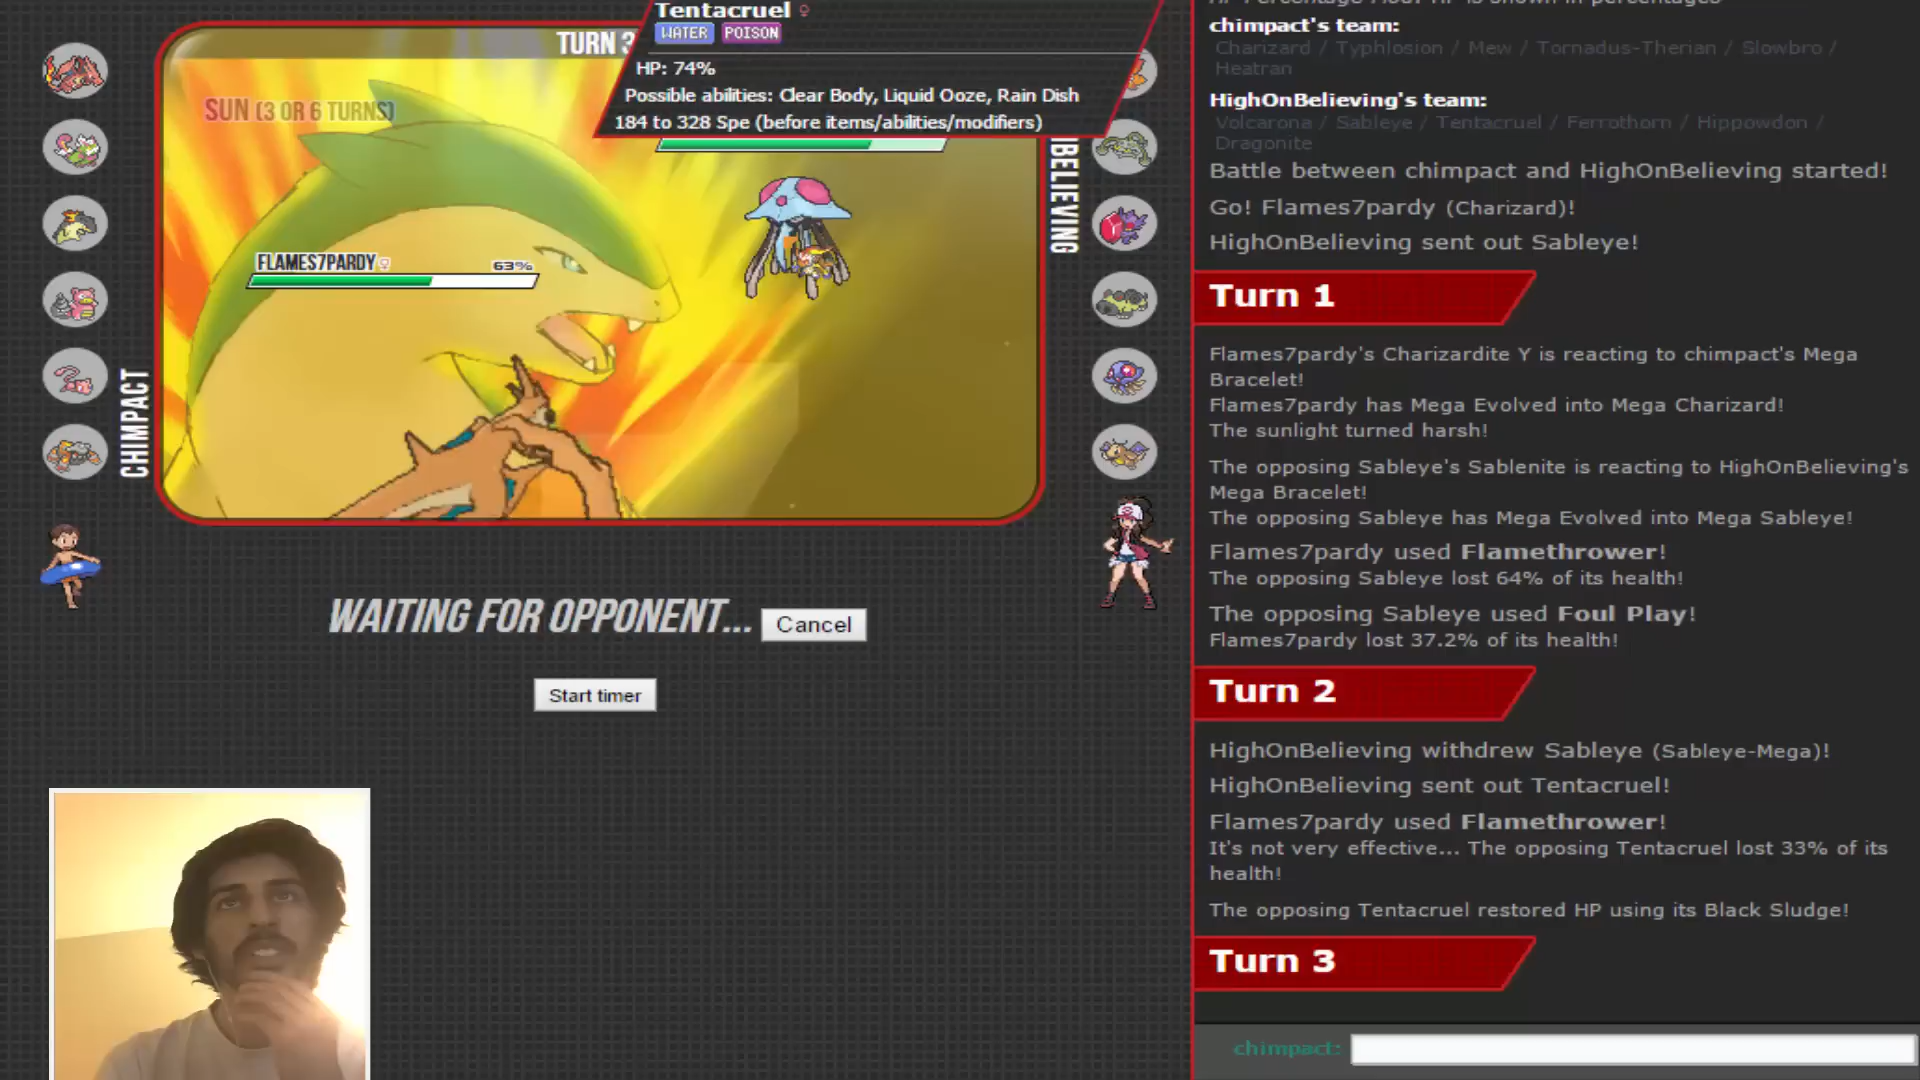 Tentacruel ♀
WATER POISON
HP: 74%
Possible abilities: Clear Body, Liquid Ooze, Rain Dish
184 to 328 Spe (before items/abilities/modifiers)
TURN 3
SUN (3 OR 6 TURNS)
FLAMES7PARDY♀ 63%
CHIMPACT
BELIEVING
WAITING FOR OPPONENT... Cancel
Start timer
chimpact's team:
Charizard / Typhlosion / Mew / Tornadus-Therian / Slowbro /
Heatran
HighOnBelieving's team:
Volcarona / Sableye / Tentacruel / Ferrothorn / Hippowdon /
Dragonite
Battle between chimpact and HighOnBelieving started!
Go! Flames7pardy (Charizard)!
HighOnBelieving sent out Sableye!
Turn 1
Flames7pardy's Charizardite Y is reacting to chimpact's Mega
Bracelet!
Flames7pardy has Mega Evolved into Mega Charizard!
The sunlight turned harsh!
The opposing Sableye's Sablenite is reacting to HighOnBelieving's
Mega Bracelet!
The opposing Sableye has Mega Evolved into Mega Sableye!
Flames7pardy used Flamethrower!
The opposing Sableye lost 64% of its health!
The opposing Sableye used Foul Play!
Flames7pardy lost 37.2% of its health!
Turn 2
HighOnBelieving withdrew Sableye (Sableye-Mega)!
HighOnBelieving sent out Tentacruel!
Flames7pardy used Flamethrower!
It's not very effective... The opposing Tentacruel lost 33% of its
health!
The opposing Tentacruel restored HP using its Black Sludge!
Turn 3
chimpact: